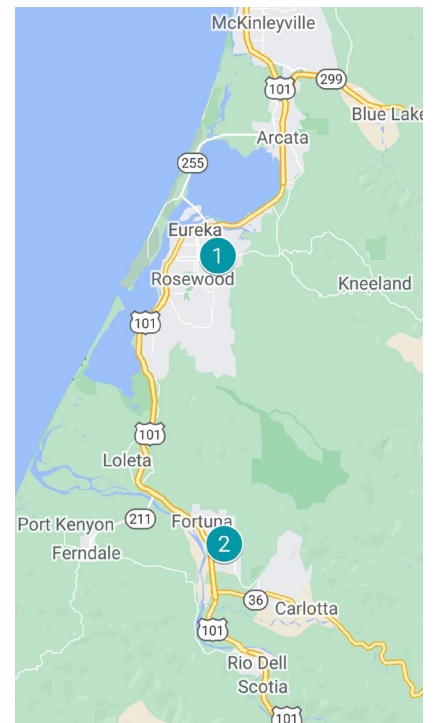 McKinleyville
101
299
Blue Lake
Arcata
255
Eureka
1
Rosewood
Kneeland
101
101
Loleta
Port Kenyon
211
Fortuna
2
Ferndale
36
Carlotta
101
Rio Dell
Scotia
101